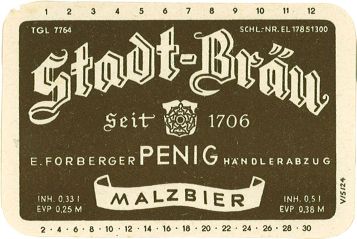 1 2 3 4 5 6 7 8 9 10 11 12
TGL 7764 SCHL.-NR. EL 17851300
Stadt-Bräu
Seit 1706
E. FORBERGER PENIG HÄNDLERABZUG
MALZBIER
INH. 0,33 l INH. 0,5 l
EVP 0,25 M EVP 0,38 M
V/5/24
2 · 4 · 6 · 8 · 10 · 12 · 14 · 16 · 18 · 20 · 22 · 24 · 26 · 28 · 30